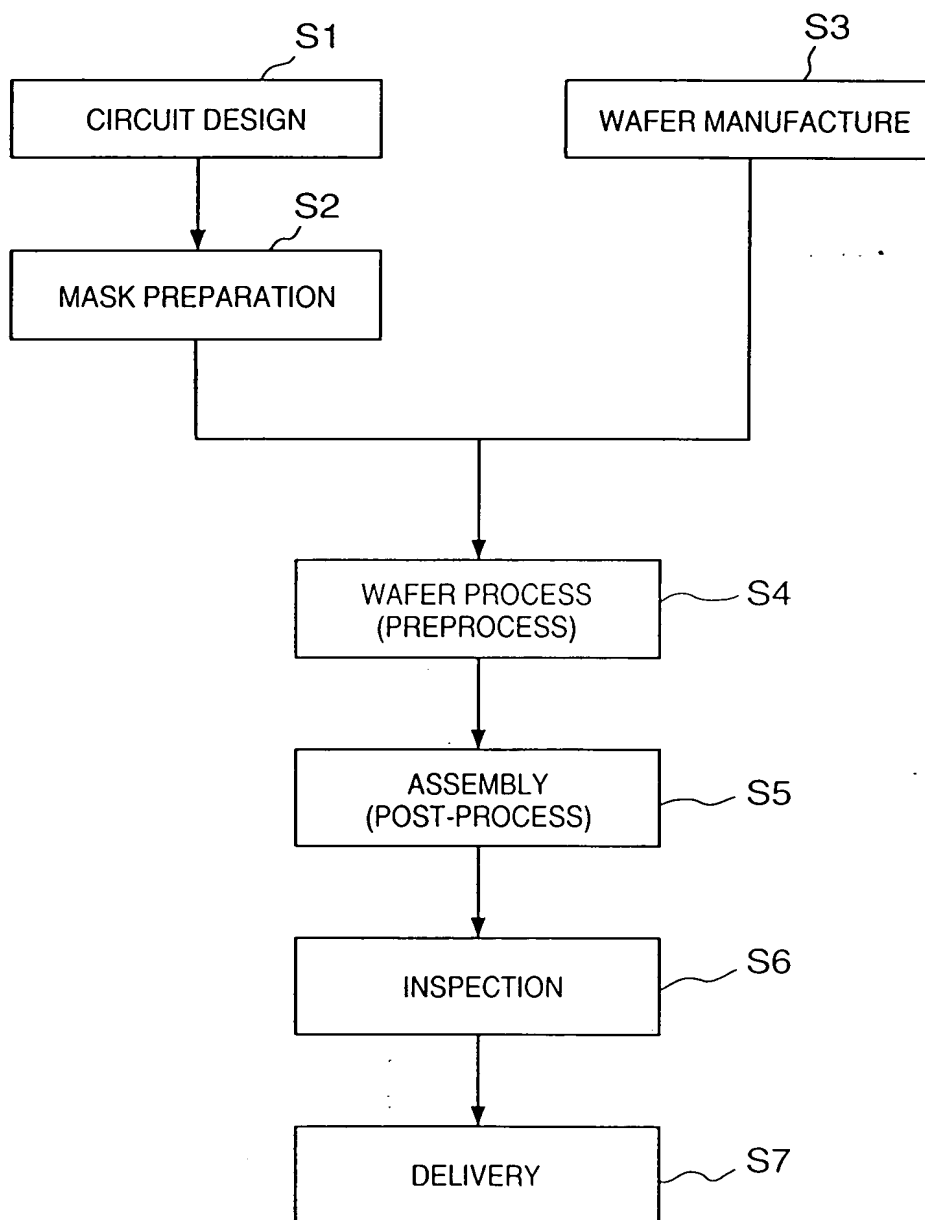 S1
CIRCUIT DESIGN
S3
WAFER MANUFACTURE
S2
MASK PREPARATION
S4
WAFER PROCESS
(PREPROCESS)
S5
ASSEMBLY
(POST-PROCESS)
S6
INSPECTION
S7
DELIVERY